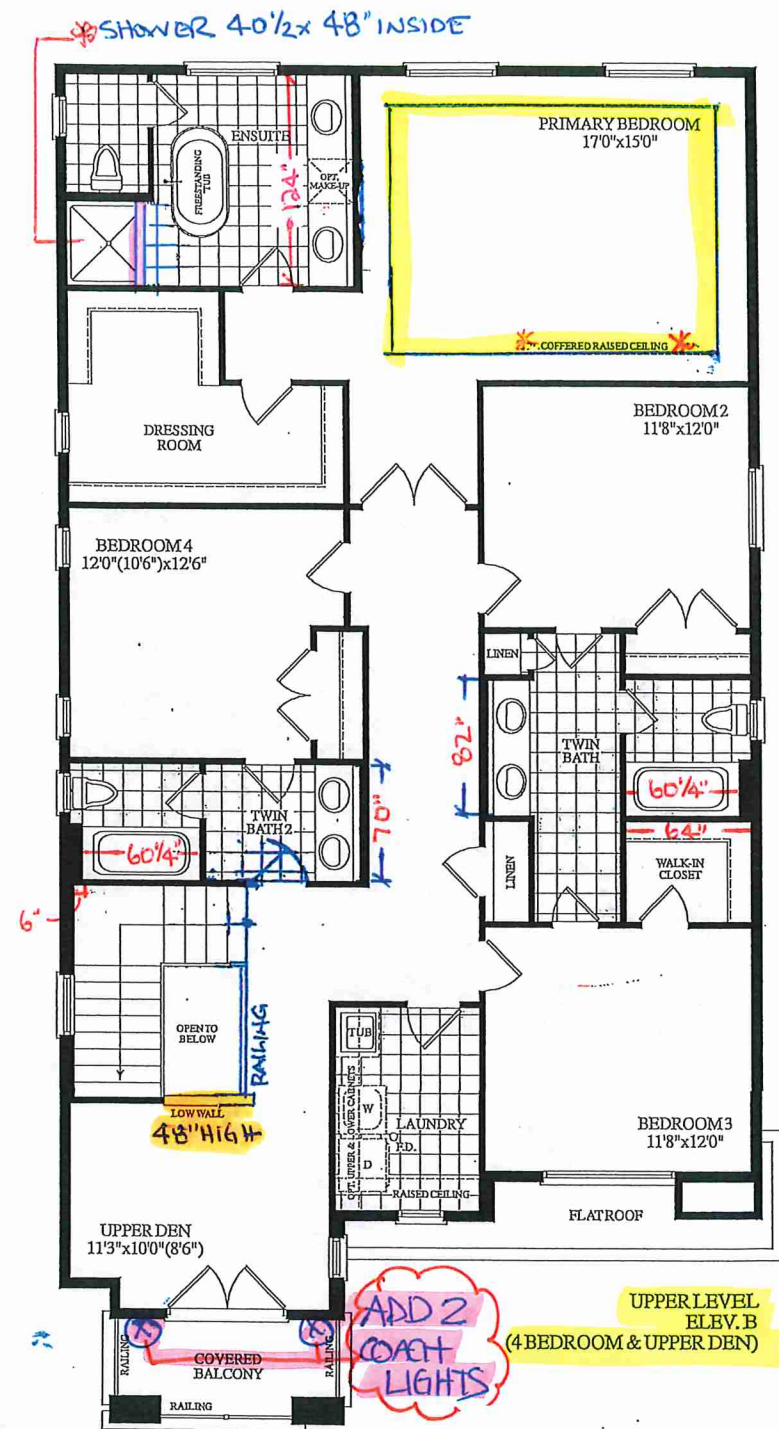 SHOWER 40½x 48" INSIDE
ENSUITE
FREESTANDING
TUB
124"
OPT.
MAKE-UP
PRIMARY BEDROOM
17'0"x15'0"
COFFERED RAISED CEILING
DRESSING
ROOM
BEDROOM 2
11'8"x12'0"
BEDROOM 4
12'0"(10'6")x12'6"
LINEN
82"
TWIN
BATH
60¼"
64"
WALK-IN
CLOSET
LINEN
TWIN
BATH 2
70"
60¼"
6"
OPEN TO
BELOW
RAILING
LOW WALL
48" HIGH
TUB
OPT. UPPER & LOWER CABINETS
W
D
LAUNDRY
F.D.
RAISED CEILING
BEDROOM 3
11'8"x12'0"
FLAT ROOF
UPPER DEN
11'3"x10'0"(8'6")
RAILING
COVERED
BALCONY
RAILING
RAILING
ADD 2
COACH
LIGHTS
UPPER LEVEL
ELEV. B
(4 BEDROOM & UPPER DEN)